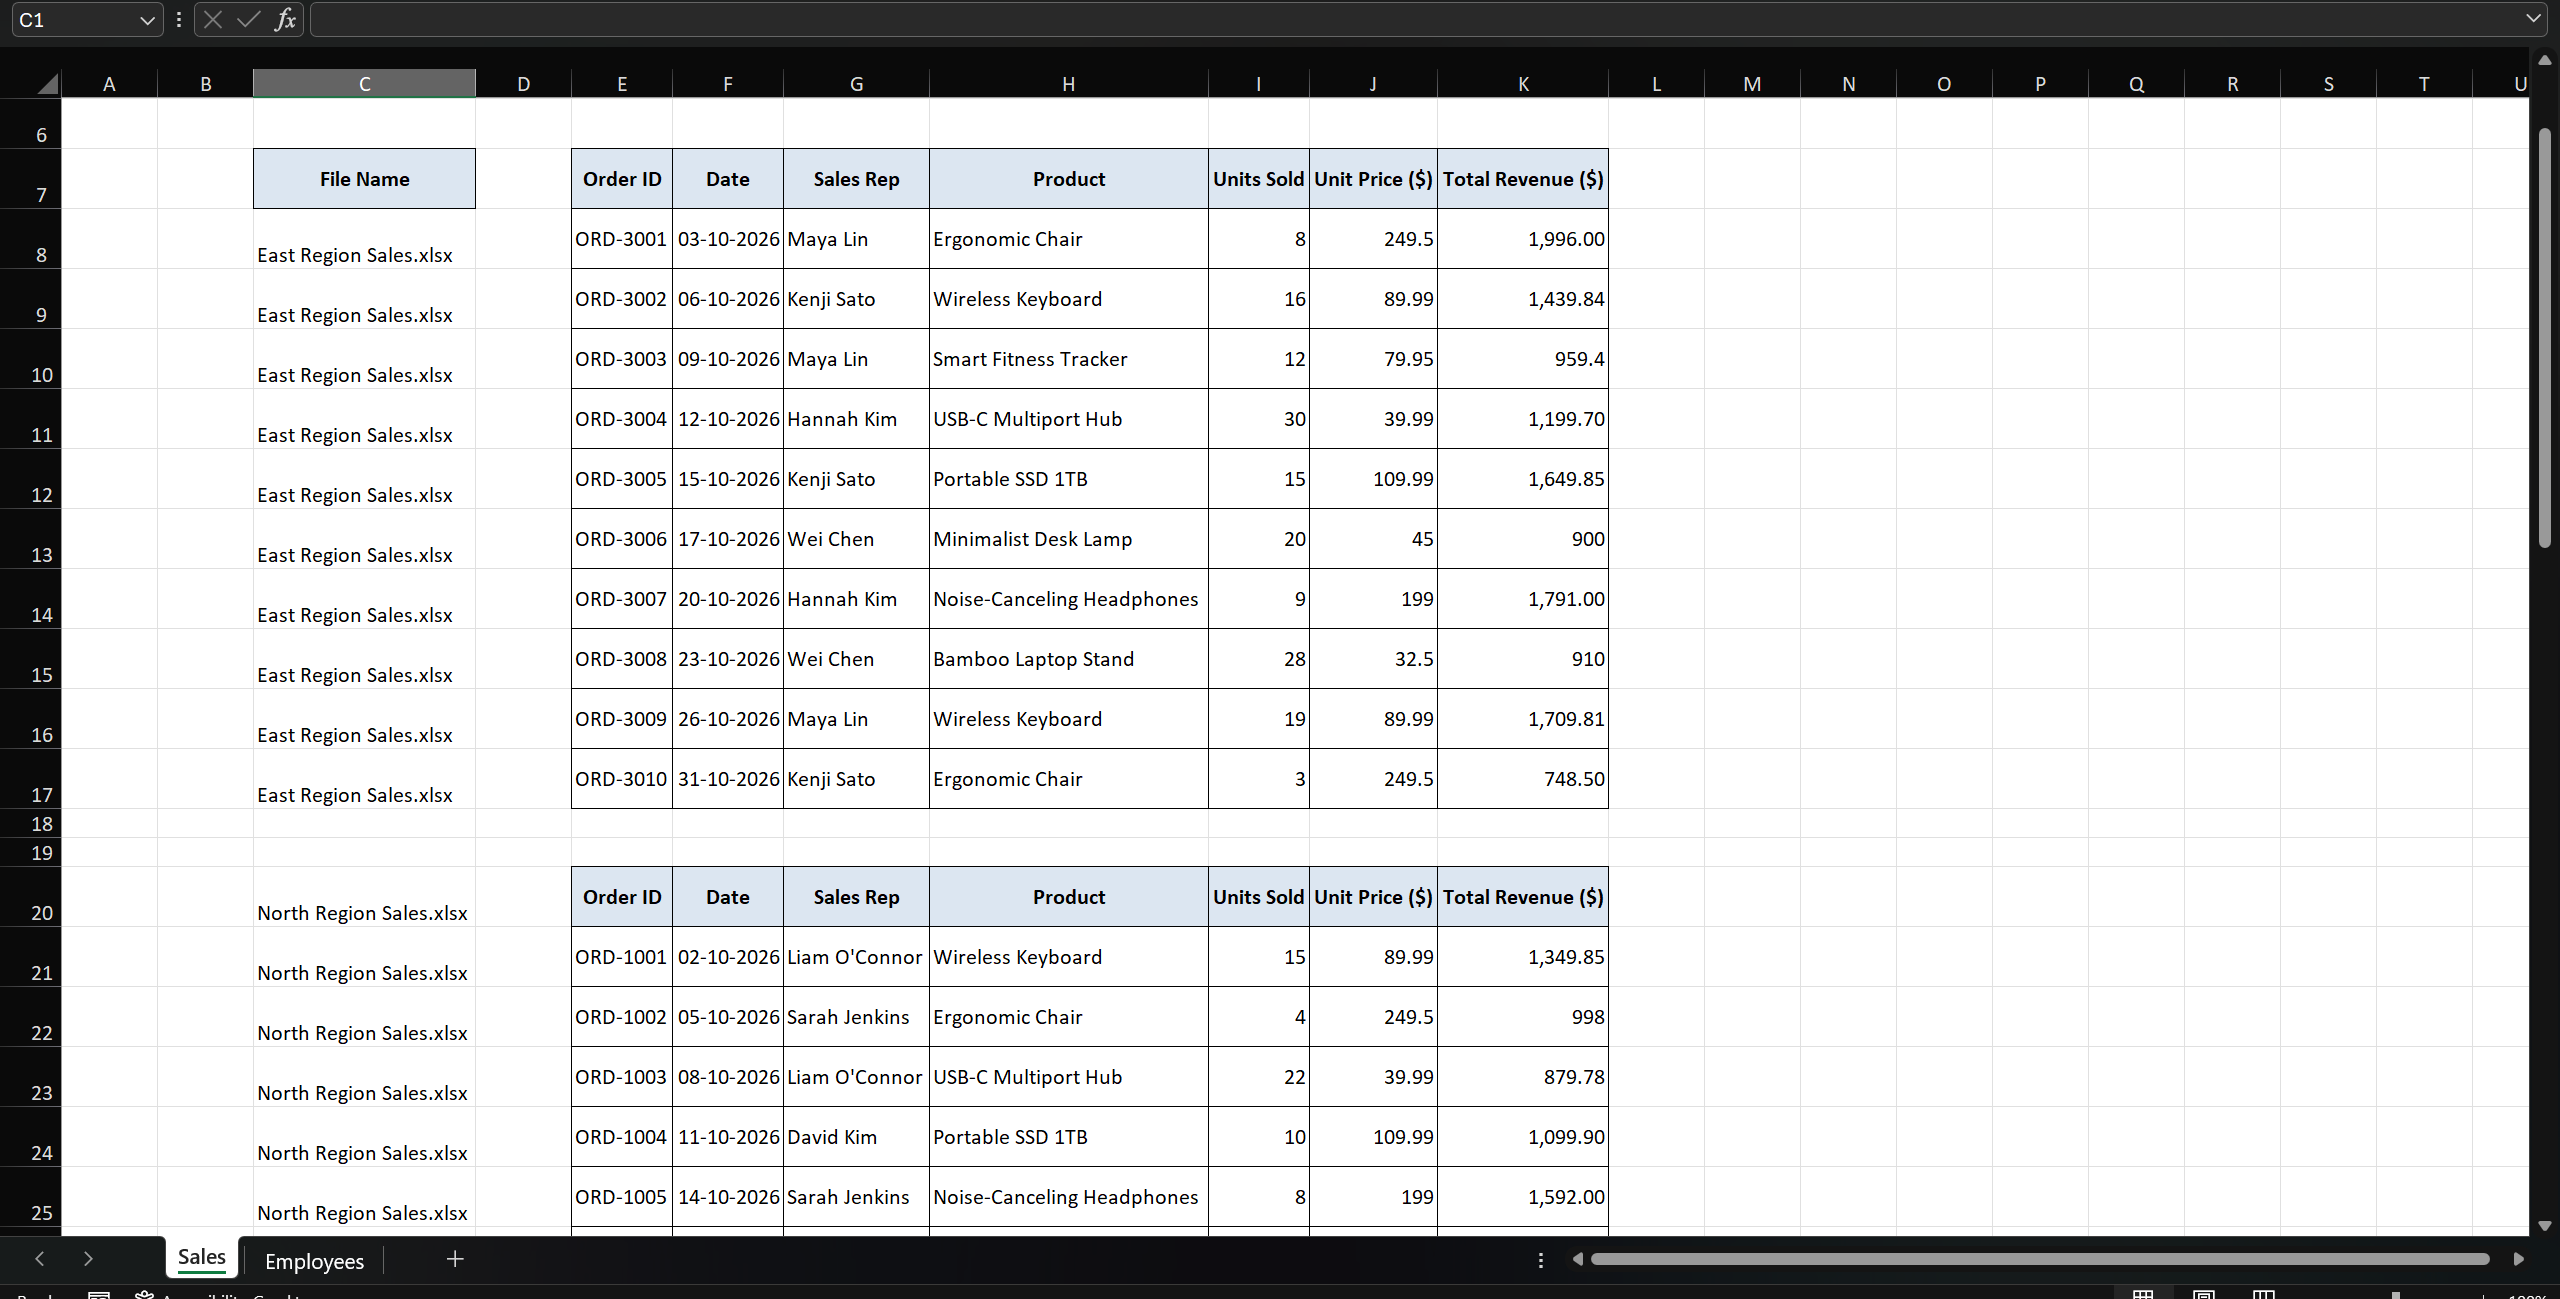 C1
fx
A B C D E F G H I J K L M N O P Q R S T U
6
7 File Name Order ID Date Sales Rep Product Units Sold Unit Price ($) Total Revenue ($)
8 East Region Sales.xlsx ORD-3001 03-10-2026 Maya Lin Ergonomic Chair 8 249.5 1,996.00
9 East Region Sales.xlsx ORD-3002 06-10-2026 Kenji Sato Wireless Keyboard 16 89.99 1,439.84
10 East Region Sales.xlsx ORD-3003 09-10-2026 Maya Lin Smart Fitness Tracker 12 79.95 959.4
11 East Region Sales.xlsx ORD-3004 12-10-2026 Hannah Kim USB-C Multiport Hub 30 39.99 1,199.70
12 East Region Sales.xlsx ORD-3005 15-10-2026 Kenji Sato Portable SSD 1TB 15 109.99 1,649.85
13 East Region Sales.xlsx ORD-3006 17-10-2026 Wei Chen Minimalist Desk Lamp 20 45 900
14 East Region Sales.xlsx ORD-3007 20-10-2026 Hannah Kim Noise-Canceling Headphones 9 199 1,791.00
15 East Region Sales.xlsx ORD-3008 23-10-2026 Wei Chen Bamboo Laptop Stand 28 32.5 910
16 East Region Sales.xlsx ORD-3009 26-10-2026 Maya Lin Wireless Keyboard 19 89.99 1,709.81
17 East Region Sales.xlsx ORD-3010 31-10-2026 Kenji Sato Ergonomic Chair 3 249.5 748.50
18
19
20 North Region Sales.xlsx Order ID Date Sales Rep Product Units Sold Unit Price ($) Total Revenue ($)
21 North Region Sales.xlsx ORD-1001 02-10-2026 Liam O'Connor Wireless Keyboard 15 89.99 1,349.85
22 North Region Sales.xlsx ORD-1002 05-10-2026 Sarah Jenkins Ergonomic Chair 4 249.5 998
23 North Region Sales.xlsx ORD-1003 08-10-2026 Liam O'Connor USB-C Multiport Hub 22 39.99 879.78
24 North Region Sales.xlsx ORD-1004 11-10-2026 David Kim Portable SSD 1TB 10 109.99 1,099.90
25 North Region Sales.xlsx ORD-1005 14-10-2026 Sarah Jenkins Noise-Canceling Headphones 8 199 1,592.00
Sales Employees